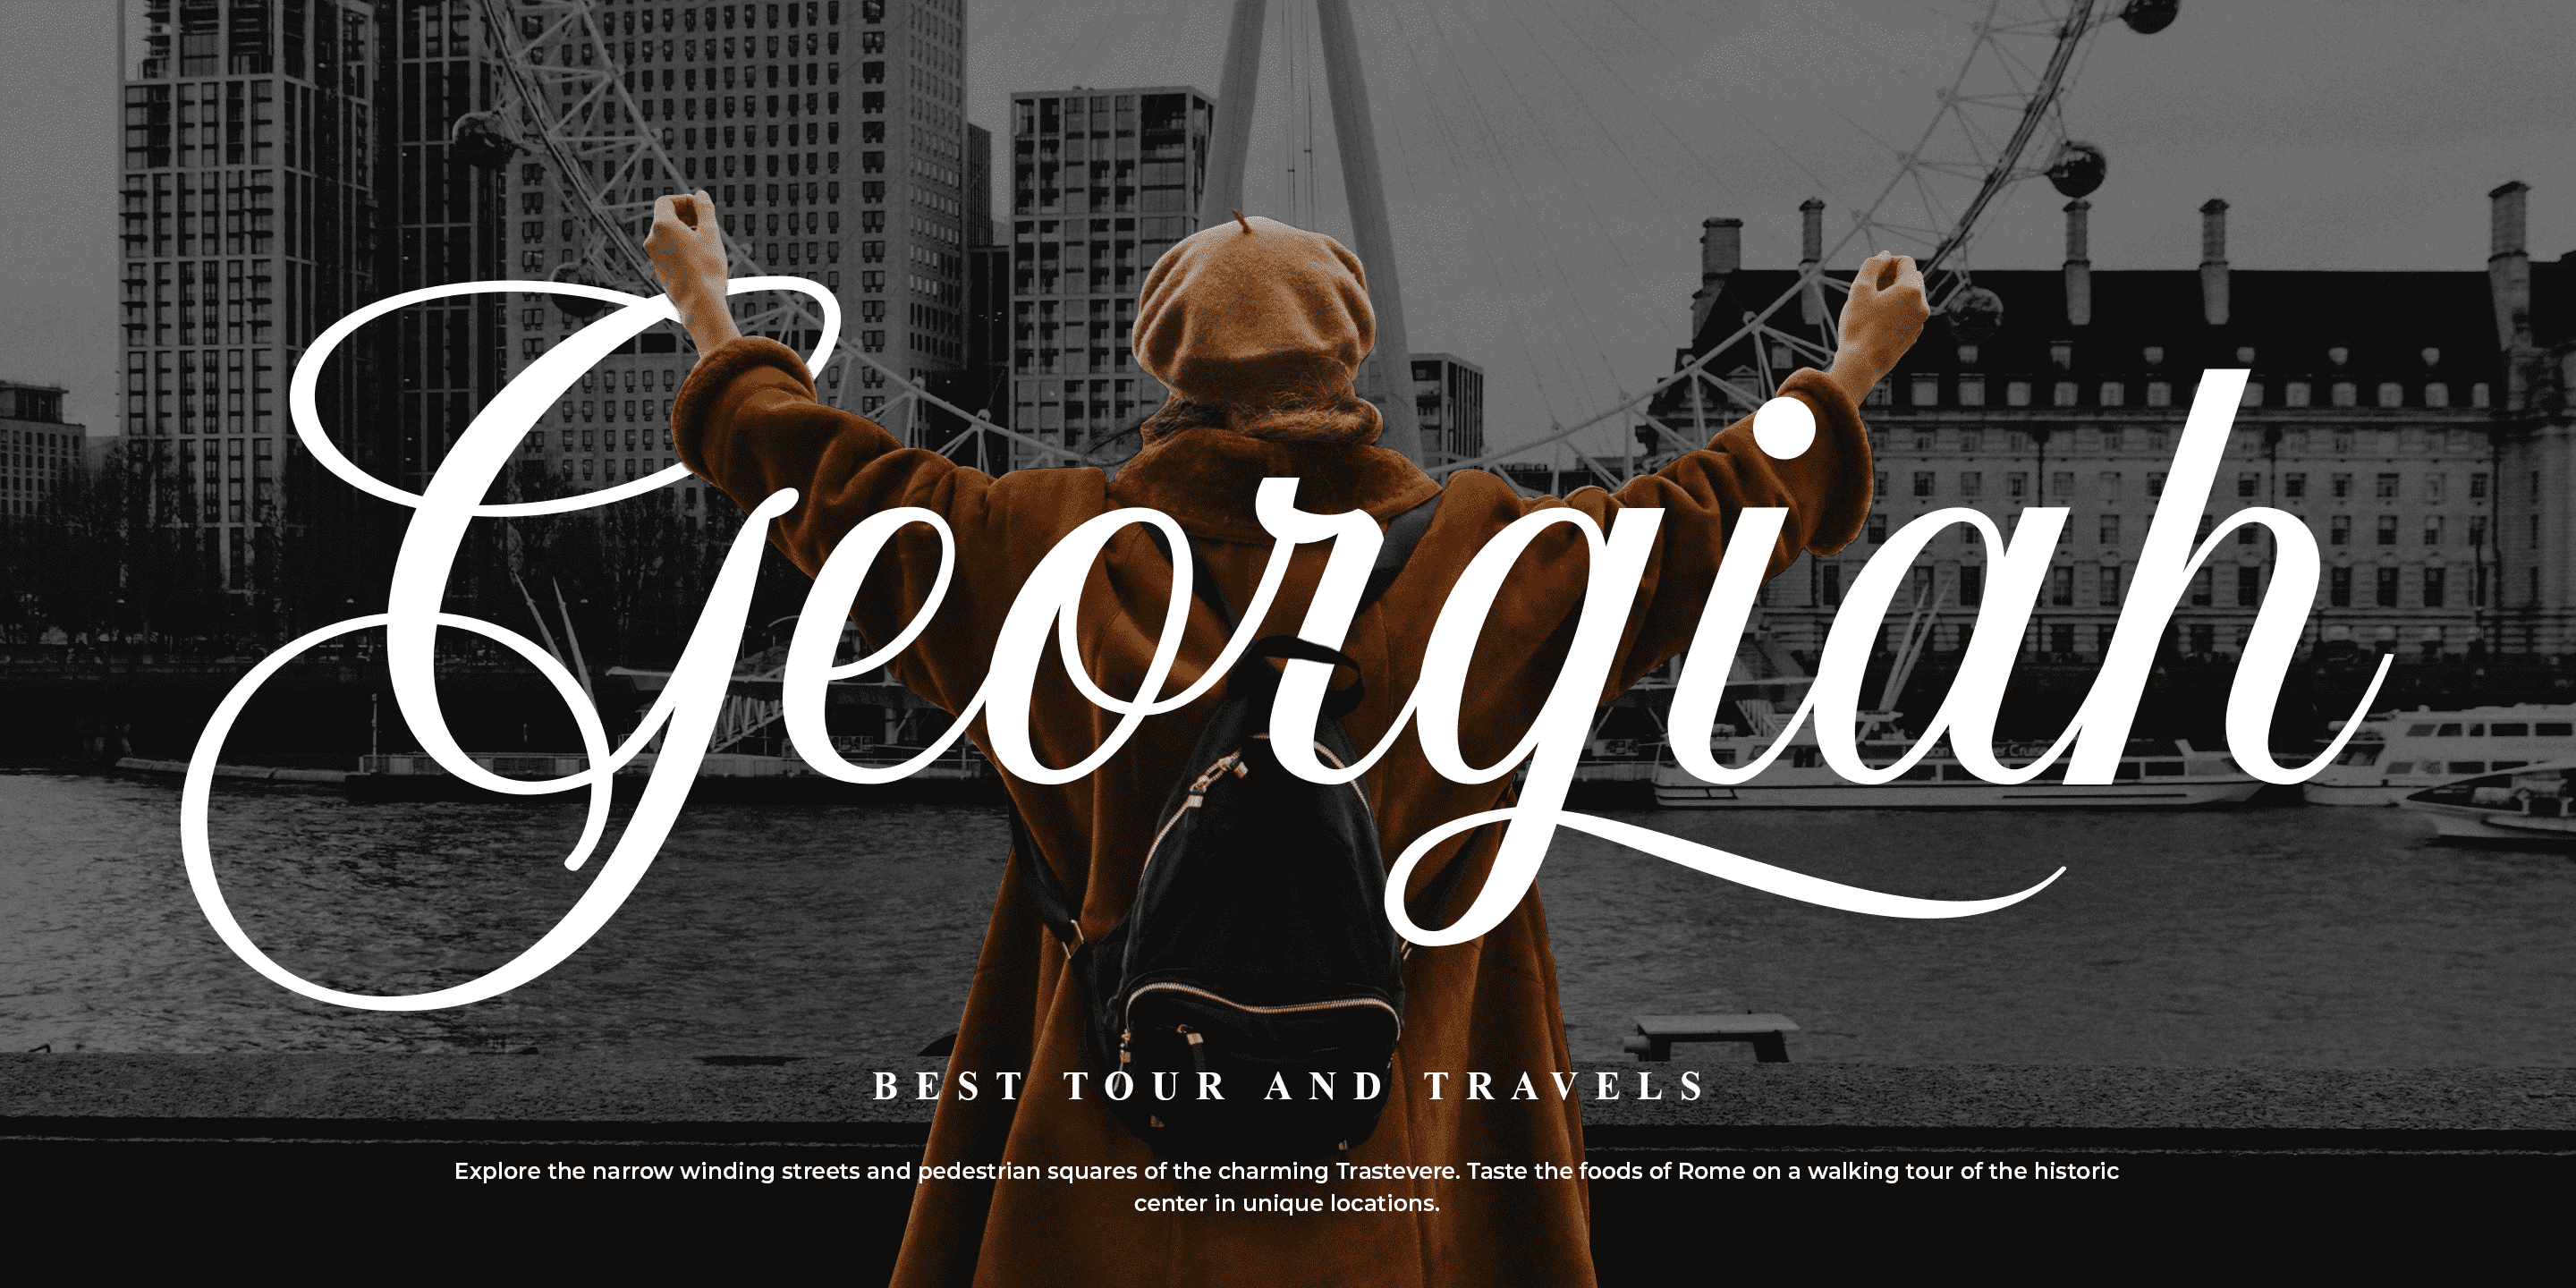 Georgiah
BEST TOUR AND TRAVELS
Explore the narrow winding streets and pedestrian squares of the charming Trastevere. Taste the foods of Rome on a walking tour of the historic
center in unique locations.